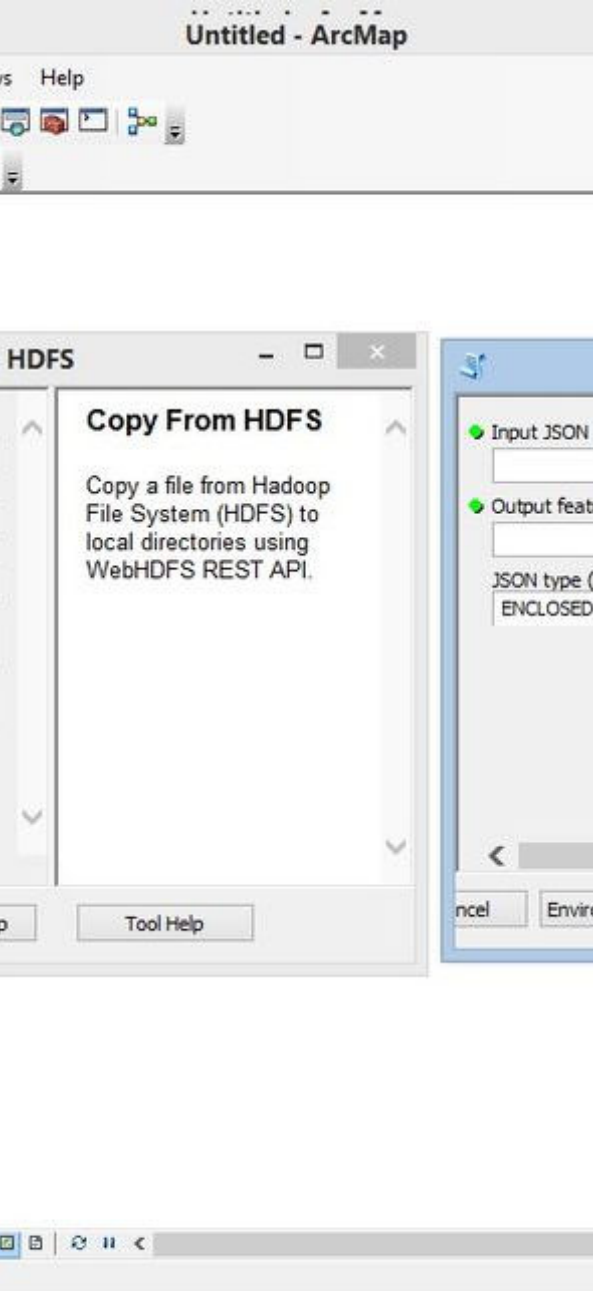 Untitled - ArcMap
Help
HDFS
Copy From HDFS
Copy a file from Hadoop
File System (HDFS) to
local directories using
WebHDFS REST API.
Tool Help
Input JSON
Output feat
JSON type (
ENCLOSED
ncel
Enviro